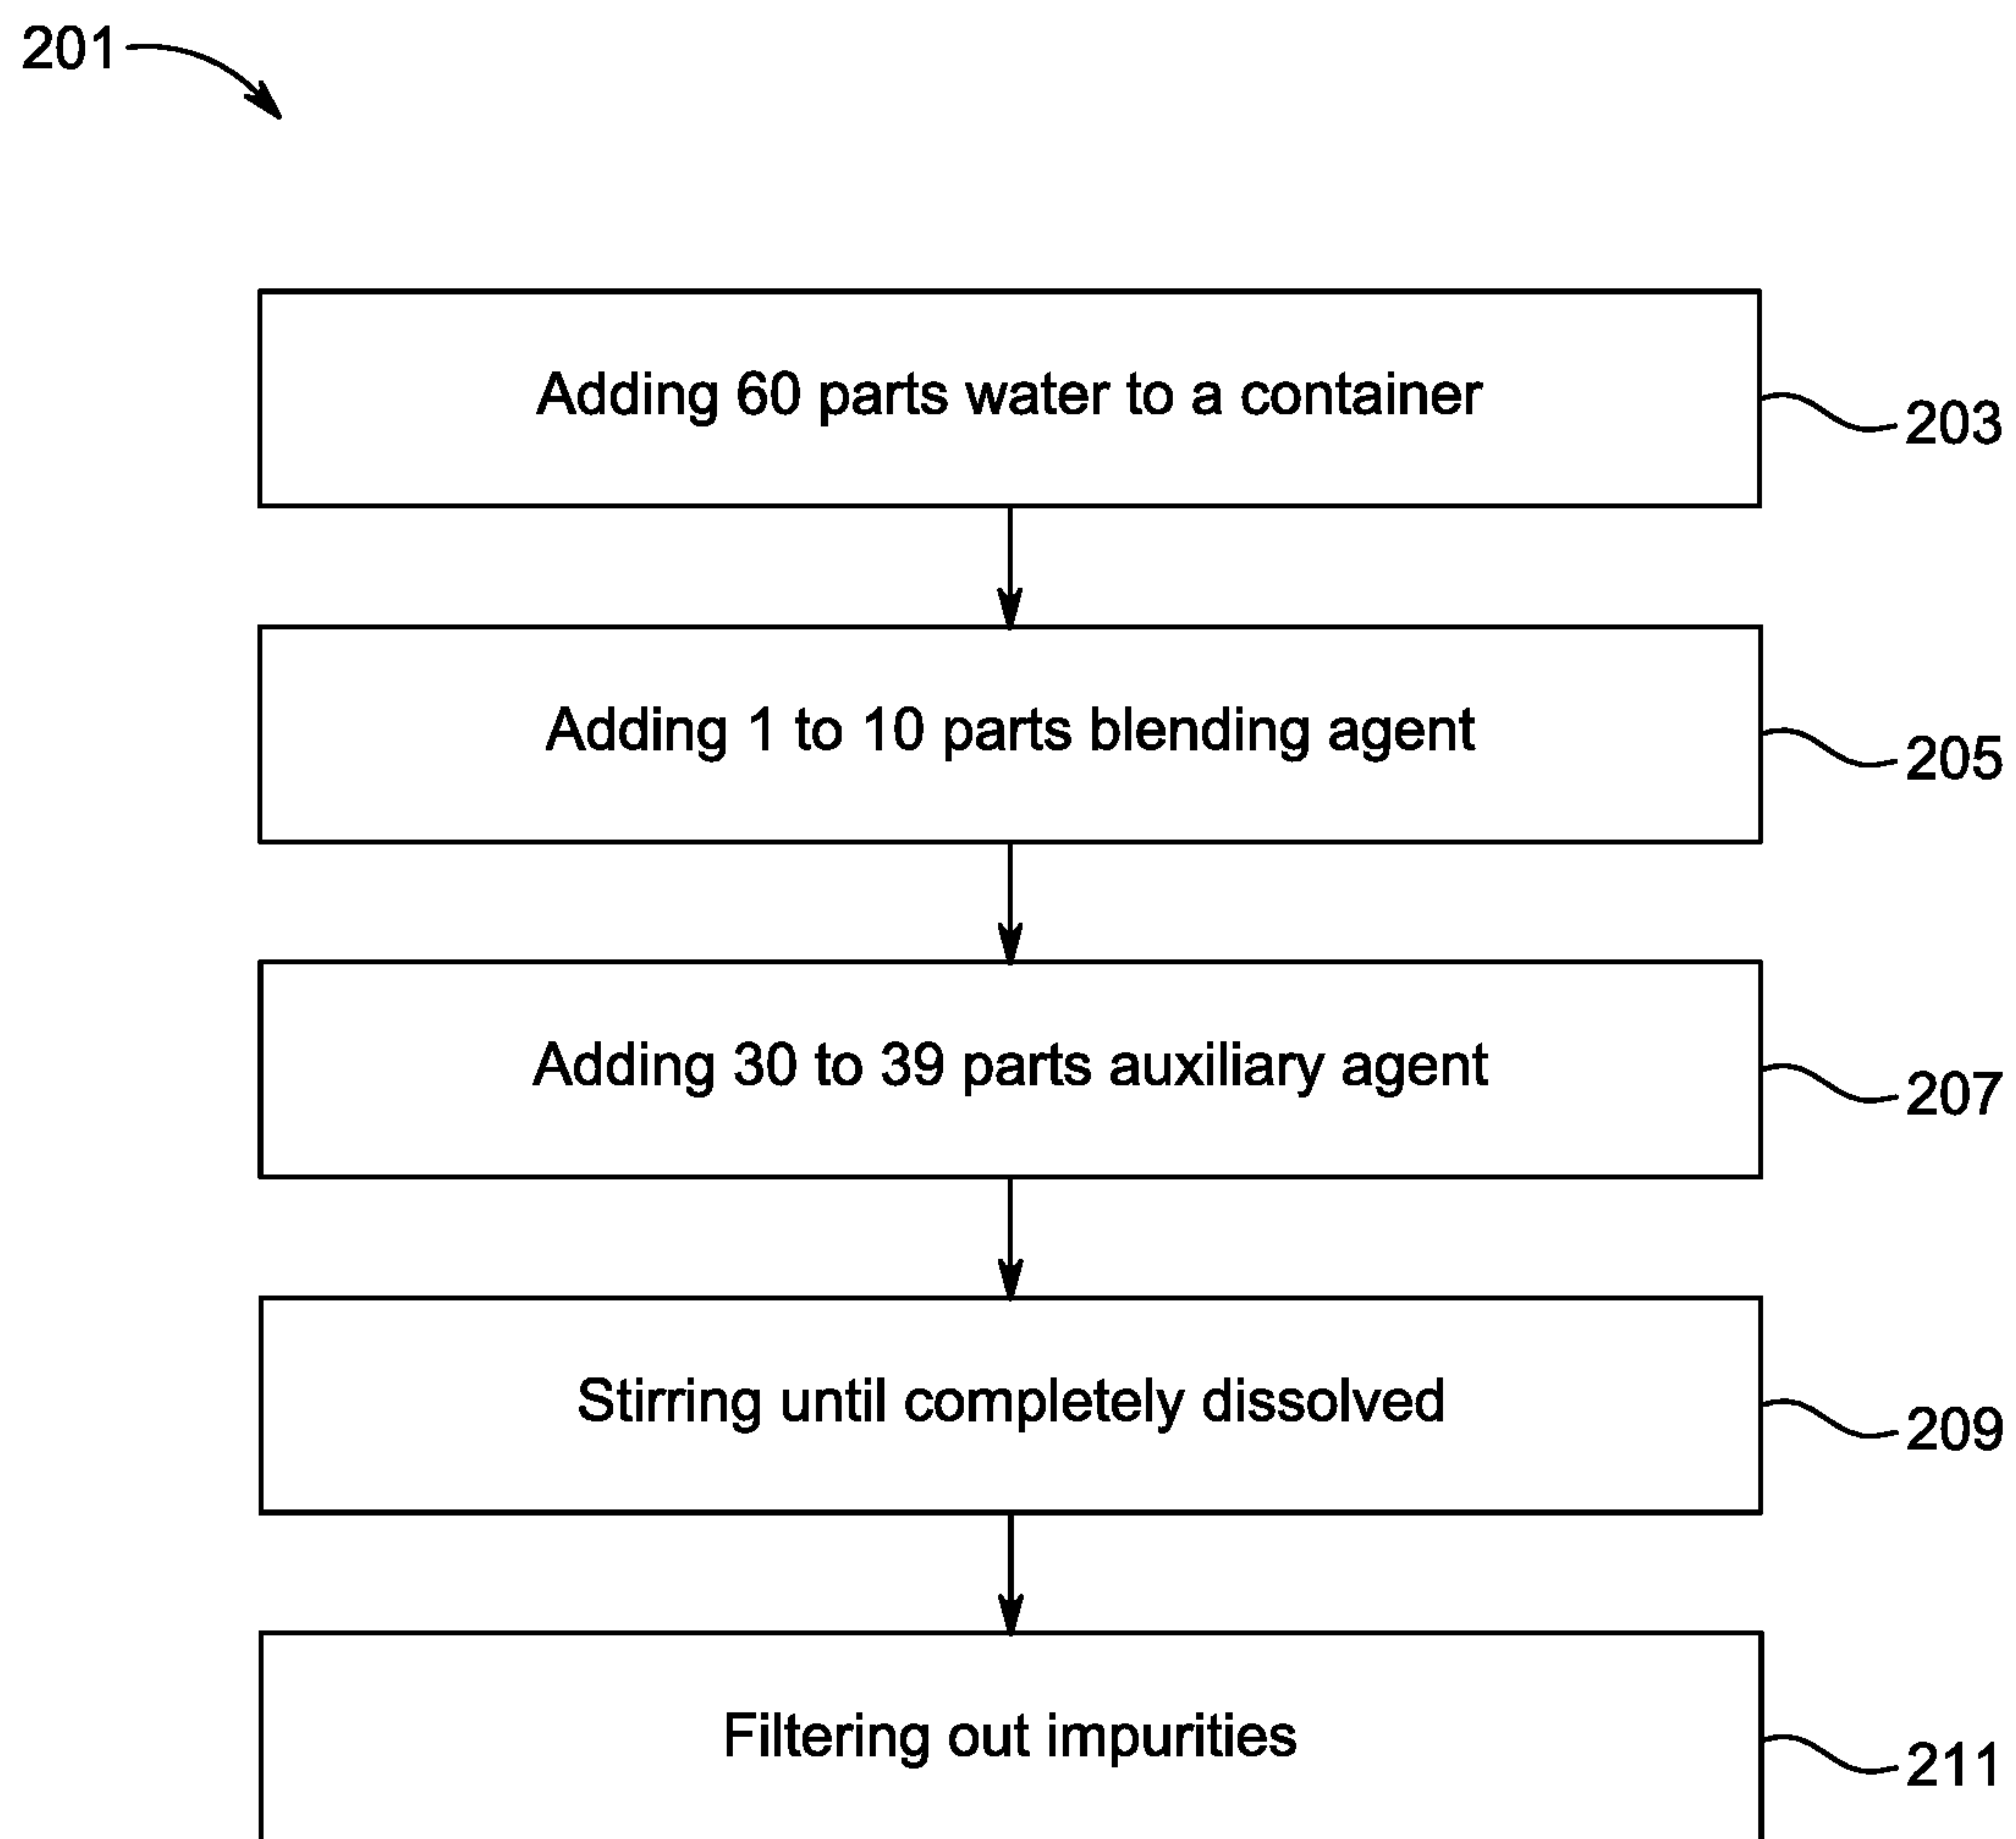 201
Adding 60 parts water to a container
203
Adding 1 to 10 parts blending agent
205
Adding 30 to 39 parts auxiliary agent
207
Stirring until completely dissolved
209
Filtering out impurities
211